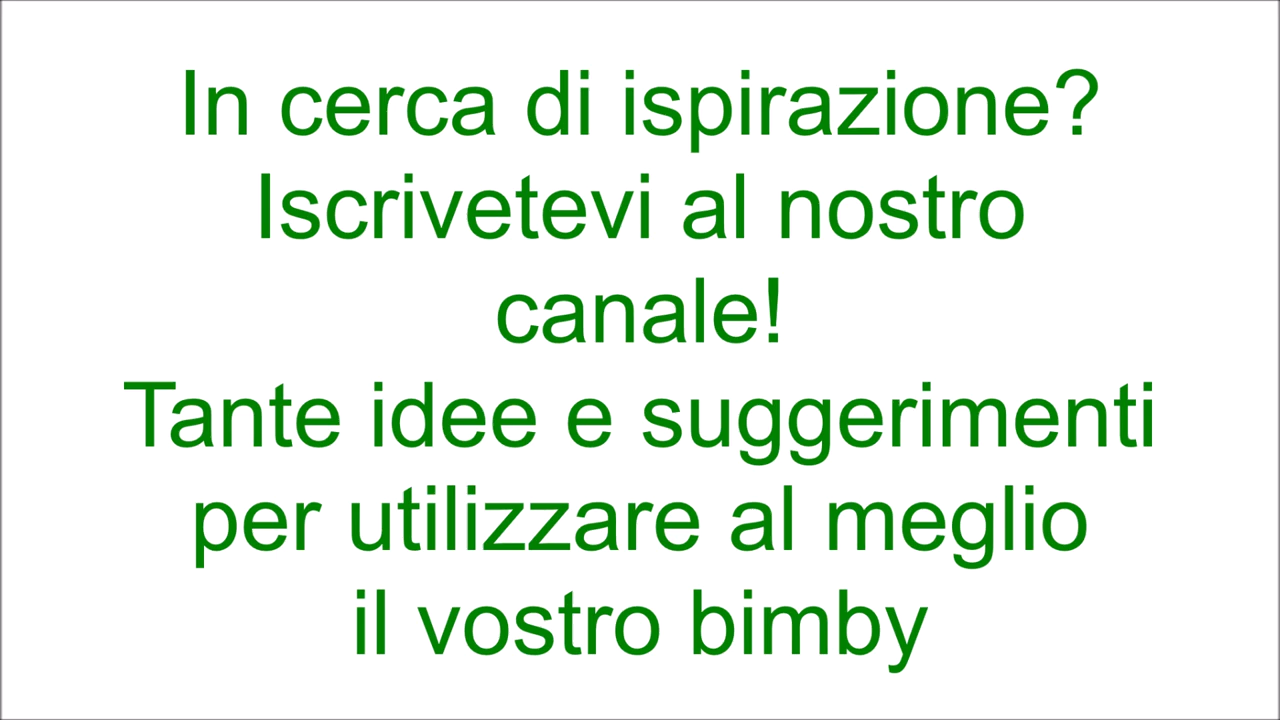 In cerca di ispirazione?
Iscrivetevi al nostro
canale!
Tante idee e suggerimenti
per utilizzare al meglio
il vostro bimby